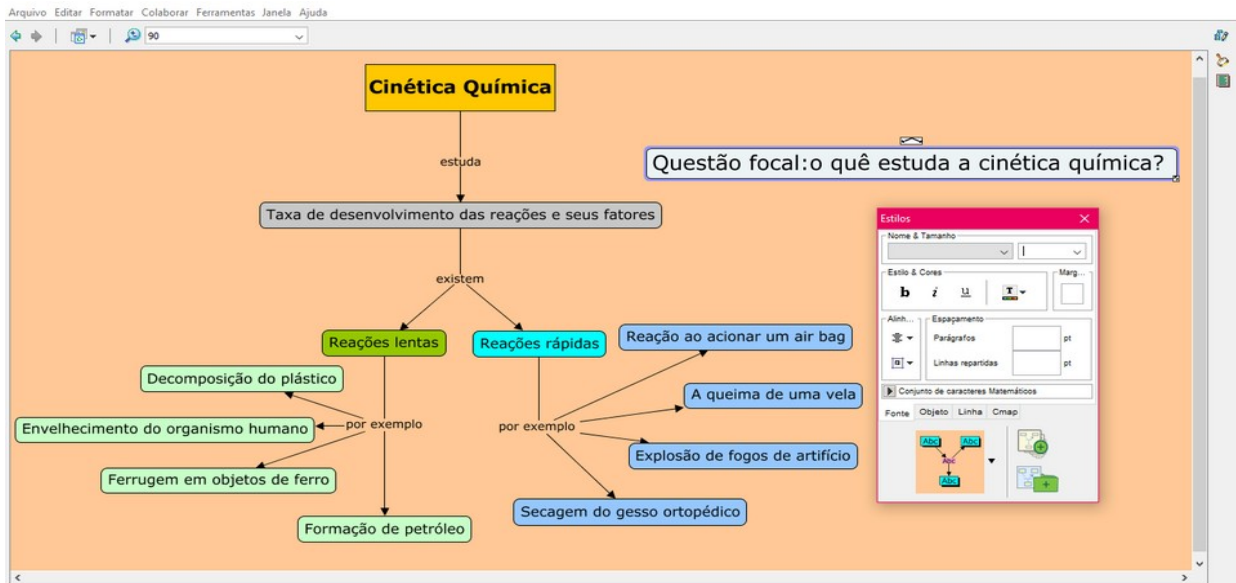 Arquivo Editar Formatar Colaborar Ferramentas Janela Ajuda
90
Cinética Química
estuda
Questão focal:o quê estuda a cinética química?
Taxa de desenvolvimento das reações e seus fatores
existem
Reações lentas
Reações rápidas
Reação ao acionar um air bag
Decomposição do plástico
A queima de uma vela
Envelhecimento do organismo humano
por exemplo
por exemplo
Explosão de fogos de artifício
Ferrugem em objetos de ferro
Secagem do gesso ortopédico
Formação de petróleo
Estilos
Nome & Tamanho
Estilo & Cores
Marg...
b i u T
Alinh...
Espaçamento
Parágrafos pt
Linhas repartidas pt
Conjunto de caracteres Matemáticos
Fonte Objeto Linha Cmap
Abc Abc
Abc
Abc